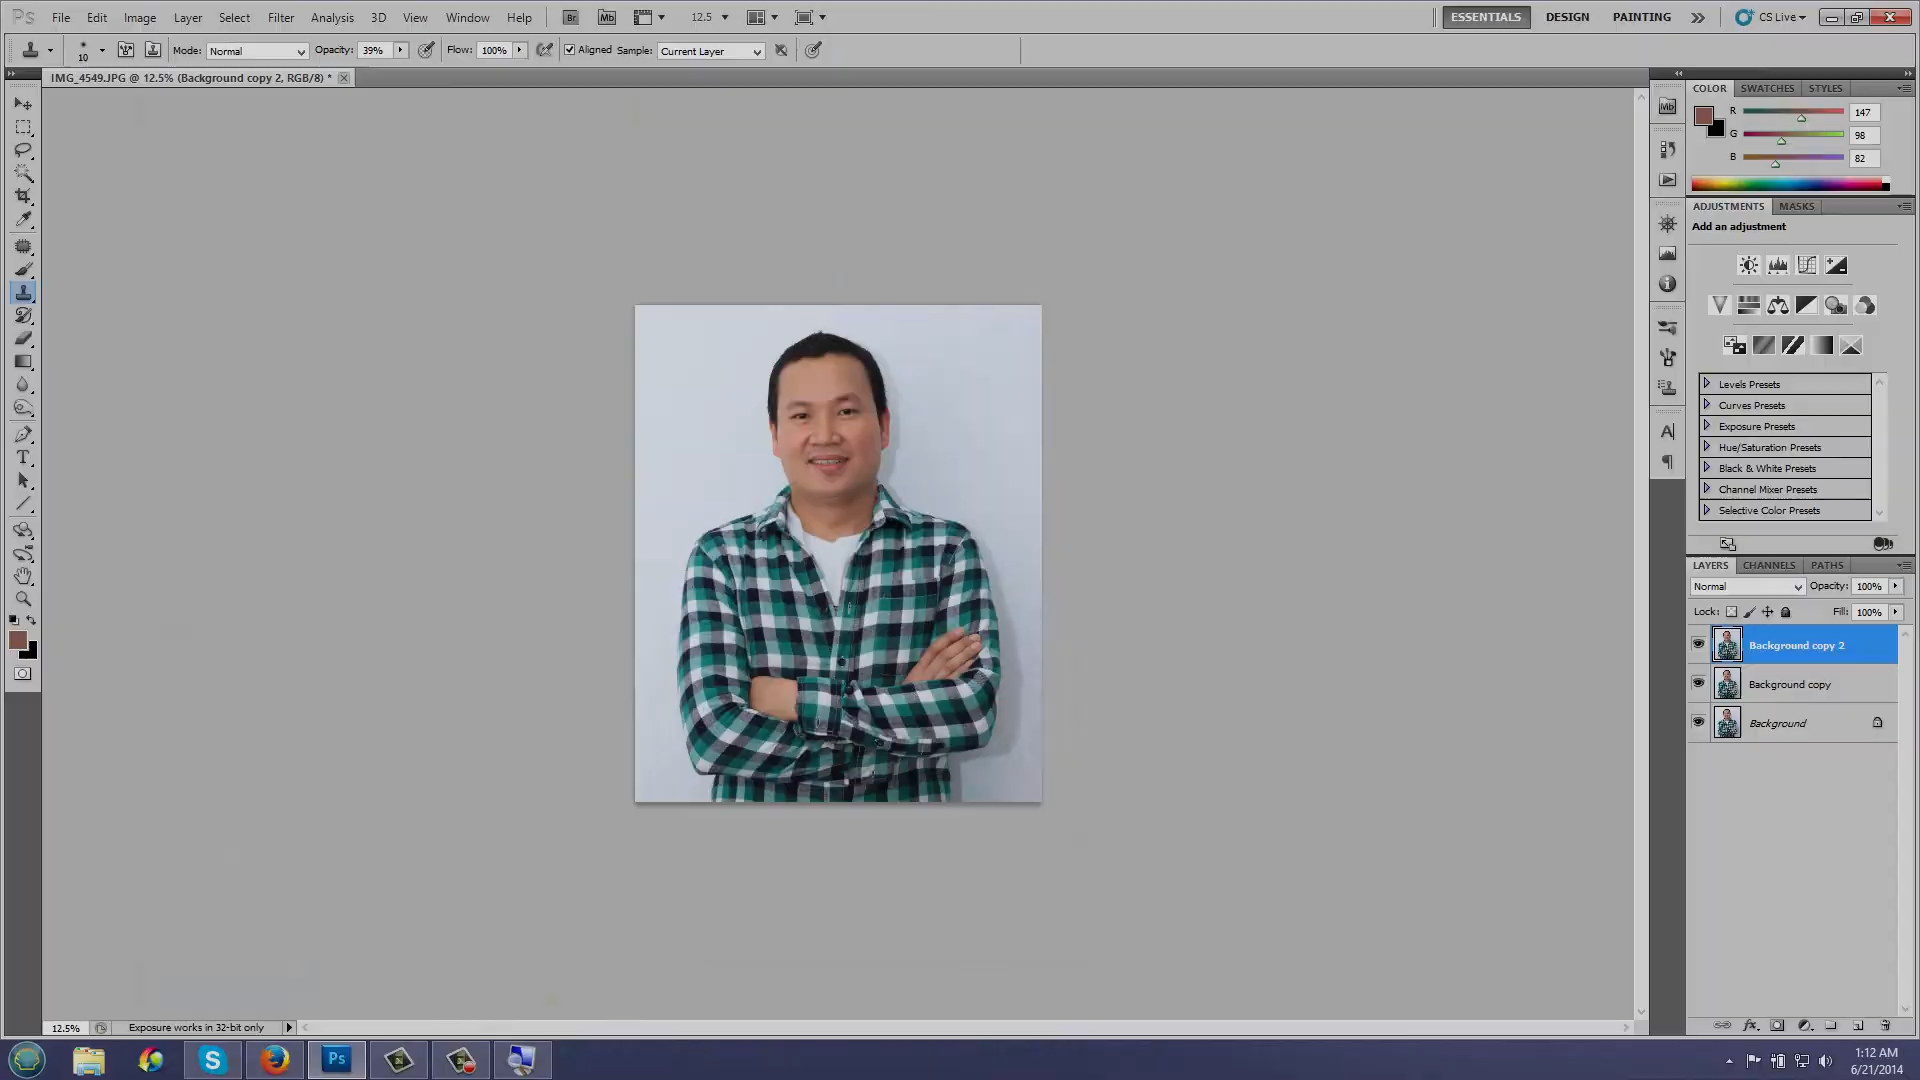 Ps File Edit Image Layer Select Filter Analysis 3D View Window Help Br Mb 12.5 ESSENTIALS DESIGN PAINTING CS Live
10 Mode: Normal Opacity: 39% Flow: 100% Aligned Sample: Current Layer
IMG_4549.JPG @ 12.5% (Background copy 2, RGB/8) *
COLOR SWATCHES STYLES
R 147
G 98
B 82
ADJUSTMENTS MASKS
Add an adjustment
Levels Presets
Curves Presets
Exposure Presets
Hue/Saturation Presets
Black & White Presets
Channel Mixer Presets
Selective Color Presets
LAYERS CHANNELS PATHS
Normal Opacity: 100%
Lock: Fill: 100%
Background copy 2
Background copy
Background
12.5% Exposure works in 32-bit only
Ps
1:12 AM
6/21/2014